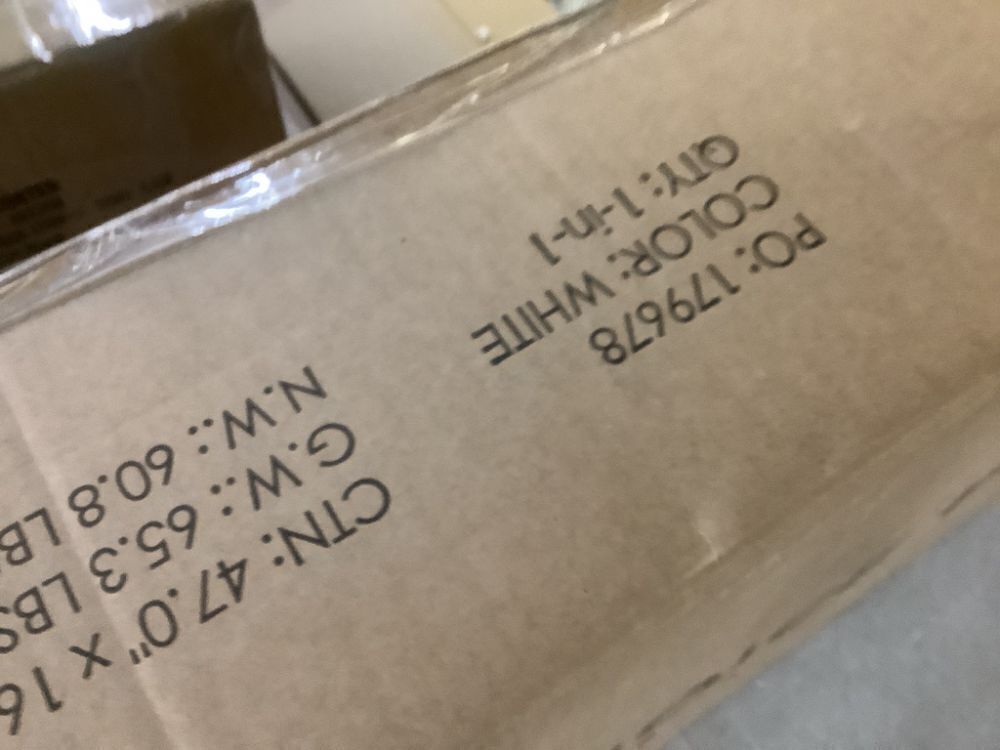 PO: 179678
COLOR: WHITE
QTY: 1-in-1
CTN: 47.0" x 16
G.W.: 65.3 LBS
N.W.: 60.8 LB